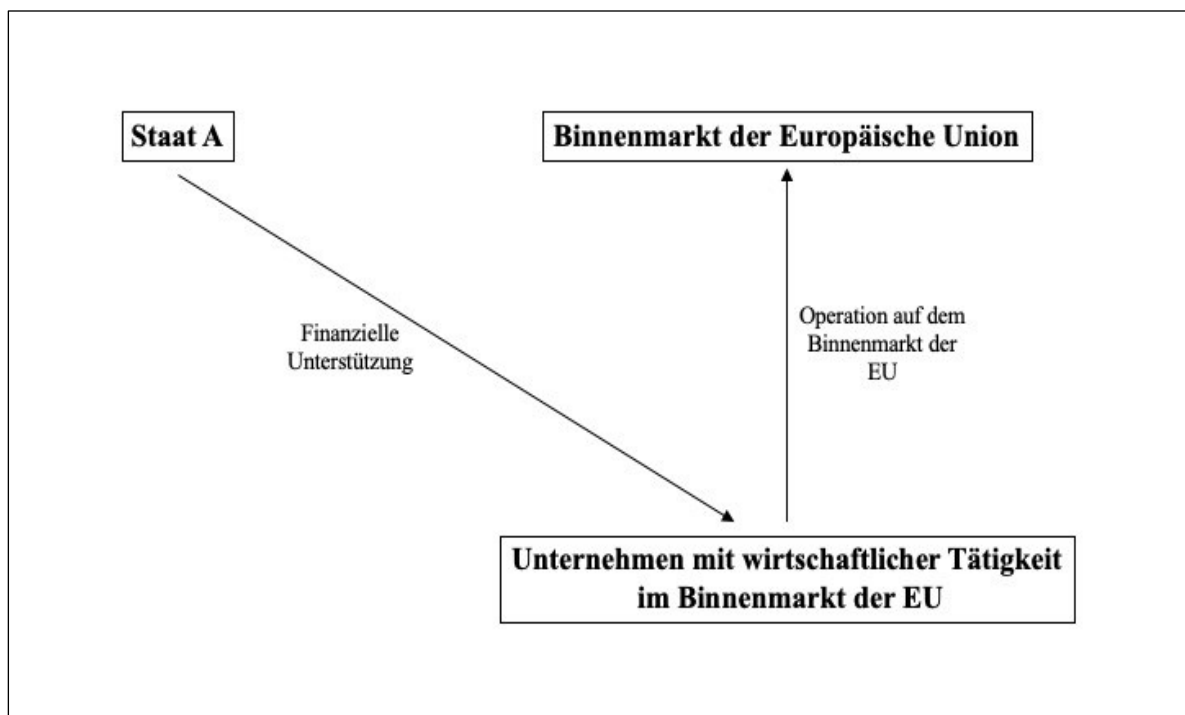 Staat A
Binnenmarkt der Europäische Union
Finanzielle
Unterstützung
Operation auf dem
Binnenmarkt der
EU
Unternehmen mit wirtschaftlicher Tätigkeit
im Binnenmarkt der EU